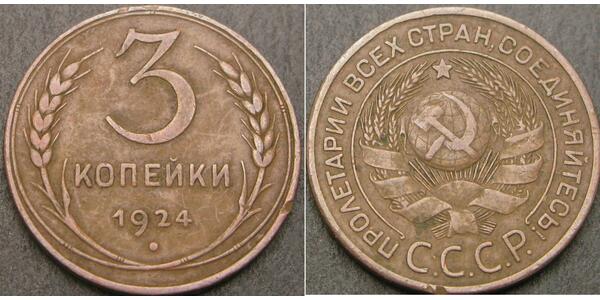 3
КОПЕЙКИ
1924
ПРОЛЕТАРИИ ВСЕХ СТРАН, СОЕДИНЯЙТЕСЬ!
С.С.С.Р.